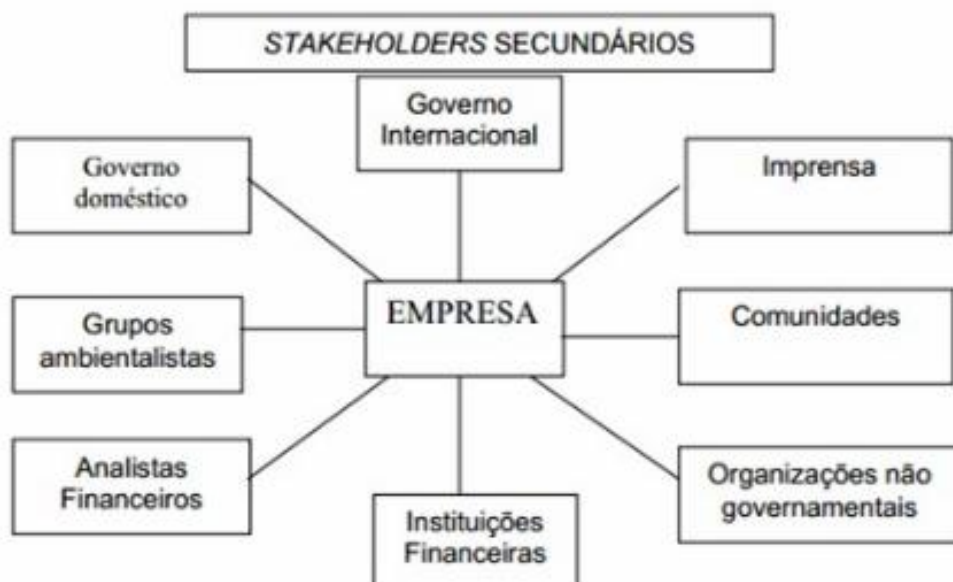 STAKEHOLDERS SECUNDÁRIOS
Governo
Internacional
Governo
doméstico
Imprensa
EMPRESA
Grupos
ambientalistas
Comunidades
Analistas
Financeiros
Instituições
Financeiras
Organizações não
governamentais